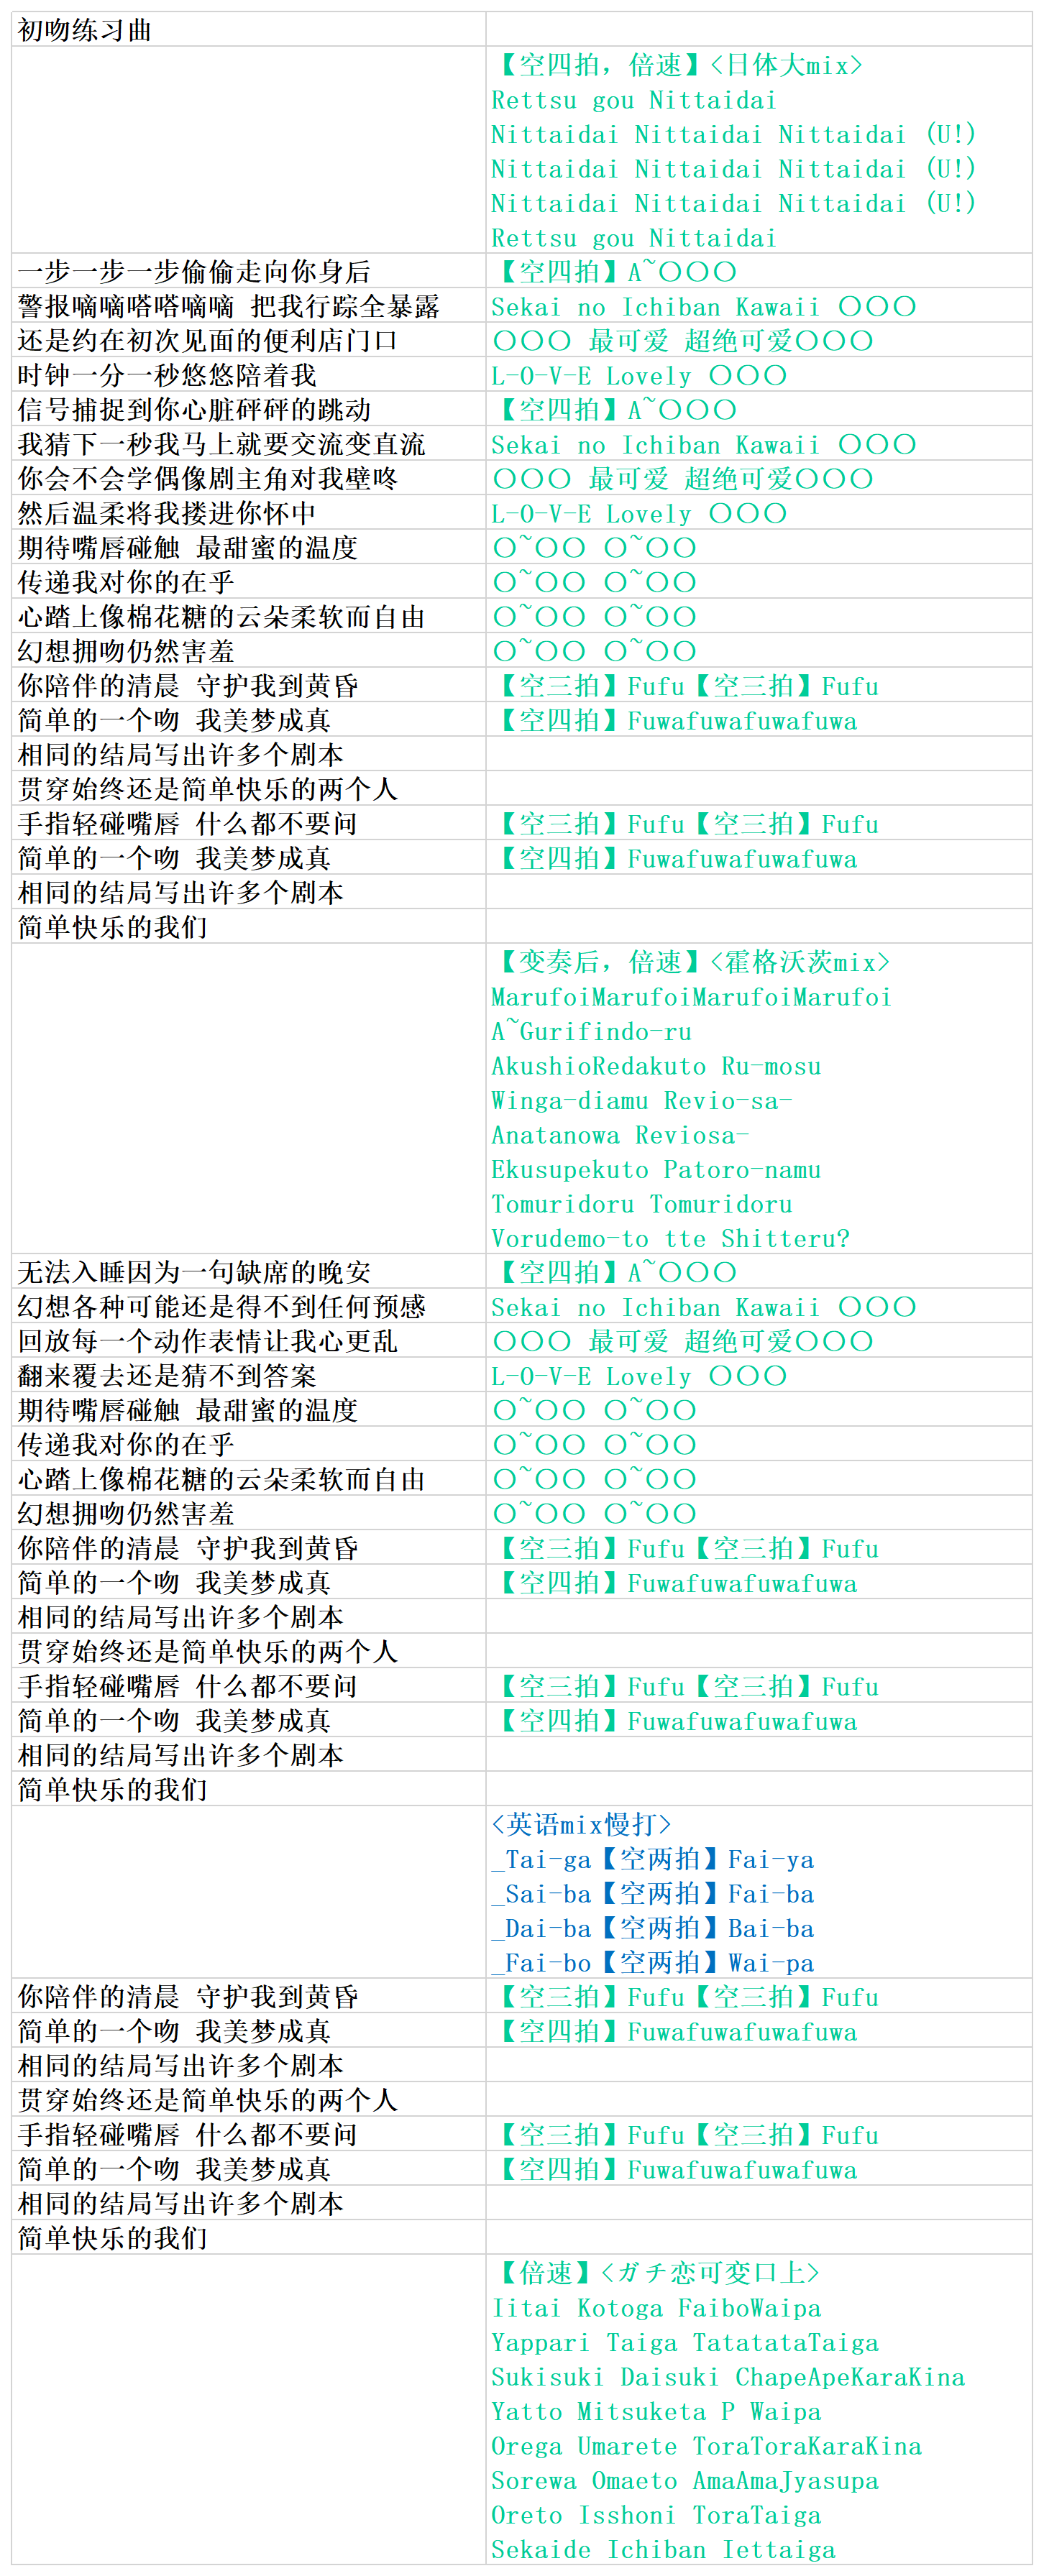 初吻练习曲
【空四拍，倍速】<日体大mix>
Rettsu gou Nittaidai
Nittaidai Nittaidai Nittaidai (U!)
Nittaidai Nittaidai Nittaidai (U!)
Nittaidai Nittaidai Nittaidai (U!)
Rettsu gou Nittaidai
一步一步一步偷偷走向你身后 【空四拍】A~〇〇〇
警报嘀嘀嗒嗒嘀嘀 把我行踪全暴露 Sekai no Ichiban Kawaii 〇〇〇
还是约在初次见面的便利店门口 〇〇〇 最可爱 超绝可爱〇〇〇
时钟一分一秒悠悠陪着我 L-O-V-E Lovely 〇〇〇
信号捕捉到你心脏砰砰的跳动 【空四拍】A~〇〇〇
我猜下一秒我马上就要交流变直流 Sekai no Ichiban Kawaii 〇〇〇
你会不会学偶像剧主角对我壁咚 〇〇〇 最可爱 超绝可爱〇〇〇
然后温柔将我搂进你怀中 L-O-V-E Lovely 〇〇〇
期待嘴唇碰触 最甜蜜的温度 〇~〇〇 〇~〇〇
传递我对你的在乎 〇~〇〇 〇~〇〇
心踏上像棉花糖的云朵柔软而自由 〇~〇〇 〇~〇〇
幻想拥吻仍然害羞 〇~〇〇 〇~〇〇
你陪伴的清晨 守护我到黄昏 【空三拍】Fufu【空三拍】Fufu
简单的一个吻 我美梦成真 【空四拍】Fuwafuwafuwafuwa
相同的结局写出许多个剧本
贯穿始终还是简单快乐的两个人
手指轻碰嘴唇 什么都不要问 【空三拍】Fufu【空三拍】Fufu
简单的一个吻 我美梦成真 【空四拍】Fuwafuwafuwafuwa
相同的结局写出许多个剧本
简单快乐的我们
【变奏后，倍速】<霍格沃茨mix>
MarufoiMarufoiMarufoiMarufoi
A~Gurifindo-ru
AkushioRedakuto Ru-mosu
Winga-diamu Revio-sa-
Anatanowa Reviosa-
Ekusupekuto Patoro-namu
Tomuridoru Tomuridoru
Vorudemo-to tte Shitteru?
无法入睡因为一句缺席的晚安 【空四拍】A~〇〇〇
幻想各种可能还是得不到任何预感 Sekai no Ichiban Kawaii 〇〇〇
回放每一个动作表情让我心更乱 〇〇〇 最可爱 超绝可爱〇〇〇
翻来覆去还是猜不到答案 L-O-V-E Lovely 〇〇〇
期待嘴唇碰触 最甜蜜的温度 〇~〇〇 〇~〇〇
传递我对你的在乎 〇~〇〇 〇~〇〇
心踏上像棉花糖的云朵柔软而自由 〇~〇〇 〇~〇〇
幻想拥吻仍然害羞 〇~〇〇 〇~〇〇
你陪伴的清晨 守护我到黄昏 【空三拍】Fufu【空三拍】Fufu
简单的一个吻 我美梦成真 【空四拍】Fuwafuwafuwafuwa
相同的结局写出许多个剧本
贯穿始终还是简单快乐的两个人
手指轻碰嘴唇 什么都不要问 【空三拍】Fufu【空三拍】Fufu
简单的一个吻 我美梦成真 【空四拍】Fuwafuwafuwafuwa
相同的结局写出许多个剧本
简单快乐的我们
<英语mix慢打>
_Tai-ga【空两拍】Fai-ya
_Sai-ba【空两拍】Fai-ba
_Dai-ba【空两拍】Bai-ba
_Fai-bo【空两拍】Wai-pa
你陪伴的清晨 守护我到黄昏 【空三拍】Fufu【空三拍】Fufu
简单的一个吻 我美梦成真 【空四拍】Fuwafuwafuwafuwa
相同的结局写出许多个剧本
贯穿始终还是简单快乐的两个人
手指轻碰嘴唇 什么都不要问 【空三拍】Fufu【空三拍】Fufu
简单的一个吻 我美梦成真 【空四拍】Fuwafuwafuwafuwa
相同的结局写出许多个剧本
简单快乐的我们
【倍速】<ガチ恋可変口上>
Iitai Kotoga FaiboWaipa
Yappari Taiga TatatataTaiga
Sukisuki Daisuki ChapeApeKaraKina
Yatto Mitsuketa P Waipa
Orega Umarete ToraToraKaraKina
Sorewa Omaeto AmaAmaJyasupa
Oreto Isshoni ToraTaiga
Sekaide Ichiban Iettaiga